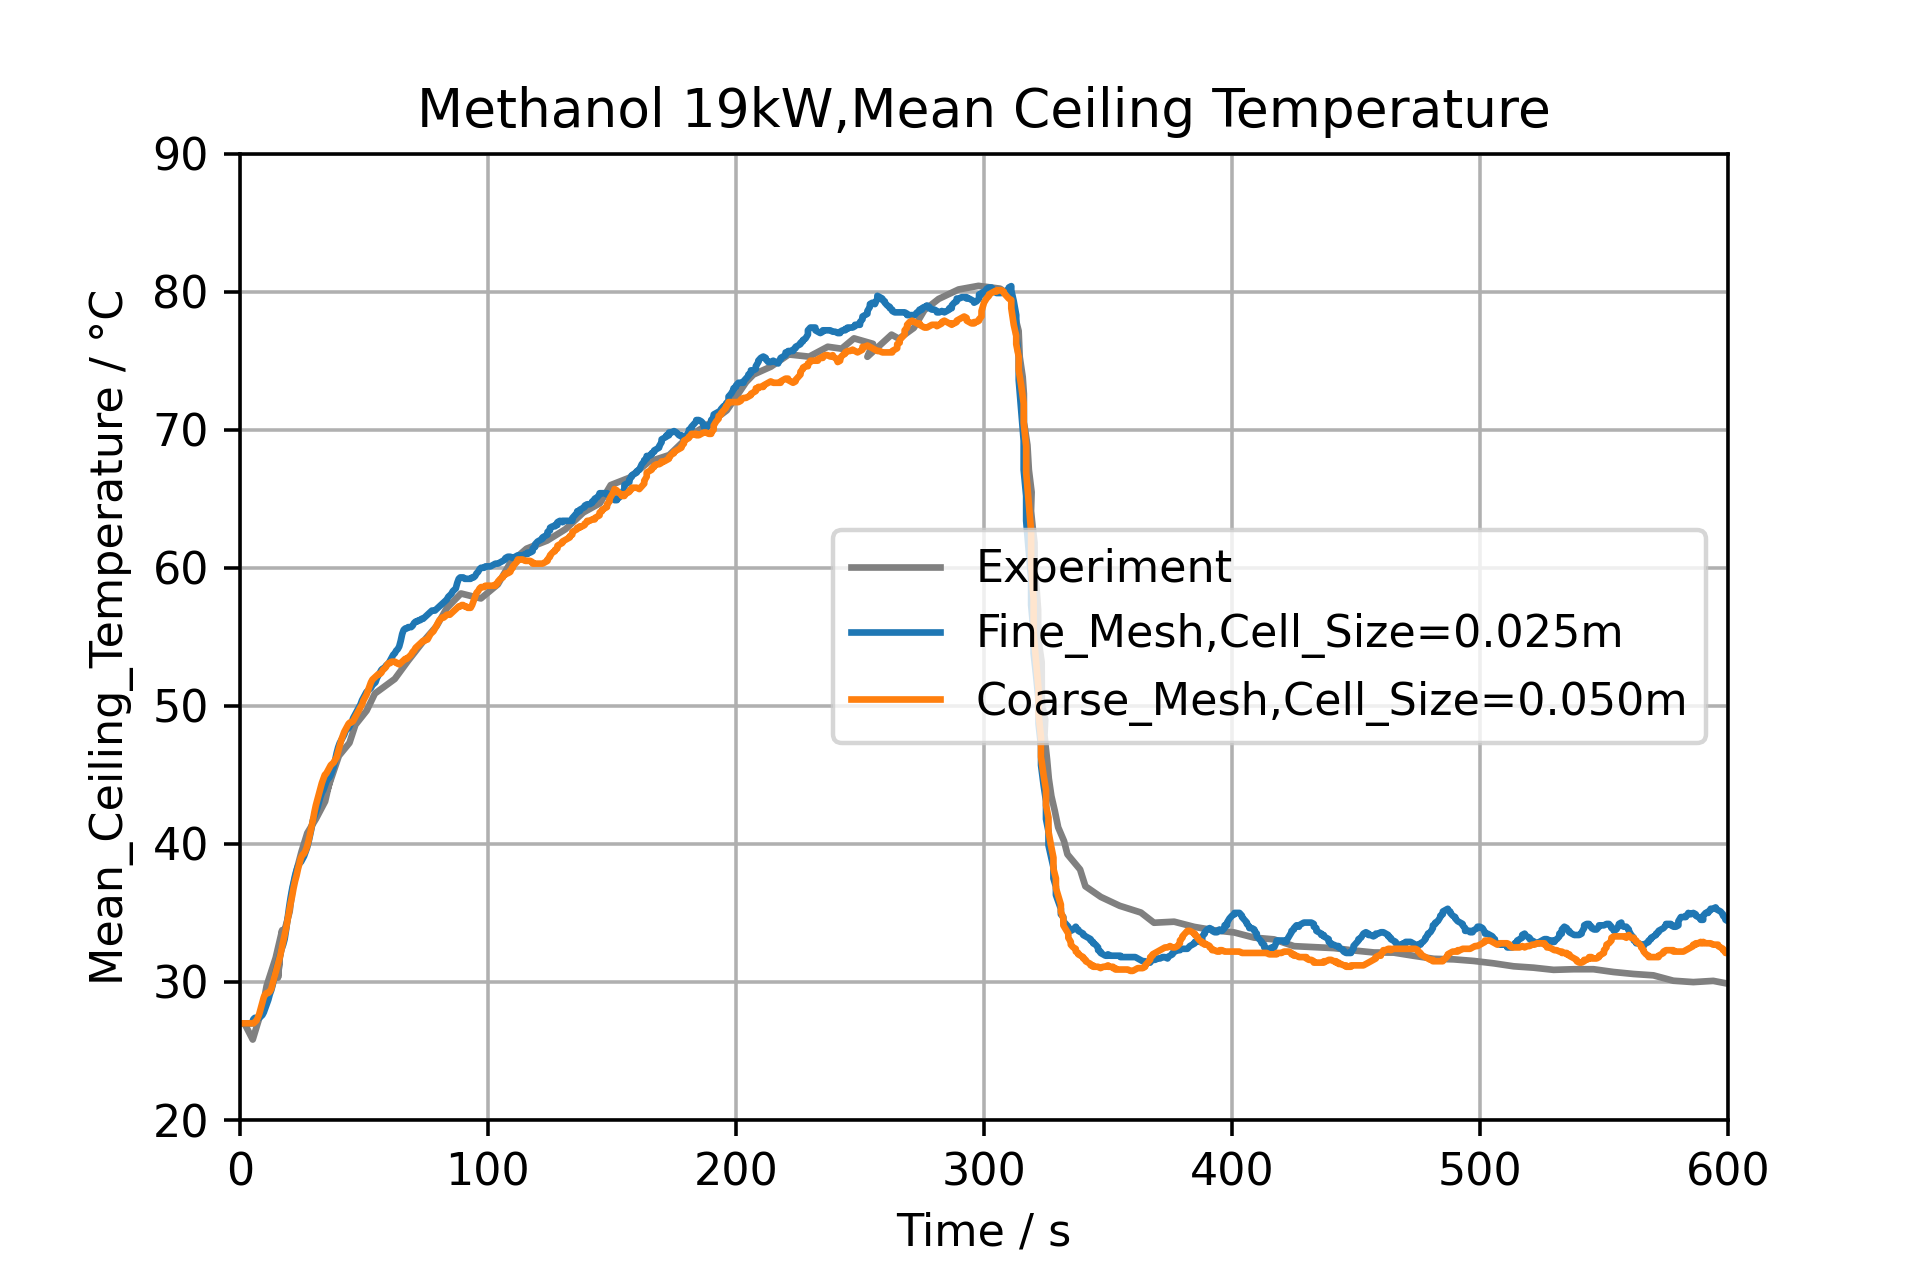 Methanol 19kW,Mean Ceiling Temperature
90
80
70
60
50
40
30
20
Mean_Ceiling_Temperature / °C
Experiment
Fine_Mesh,Cell_Size=0.025m
Coarse_Mesh,Cell_Size=0.050m
0 100 200 300 400 500 600
Time / s